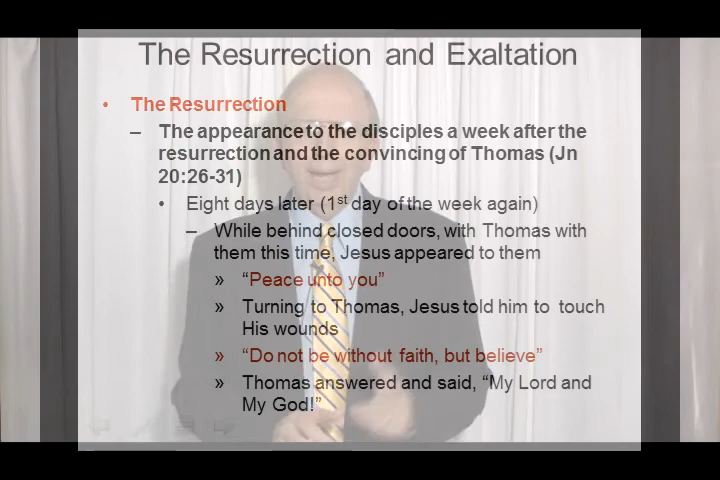 The Resurrection and Exaltation
• The Resurrection
– The appearance to the disciples a week after the
resurrection and the convincing of Thomas (Jn
20:26-31)
• Eight days later (1st day of the week again)
– While behind closed doors, with Thomas with
them this time, Jesus appeared to them
» “Peace unto you”
» Turning to Thomas, Jesus told him to touch
His wounds
» “Do not be without faith, but believe”
» Thomas answered and said, “My Lord and
My God!”